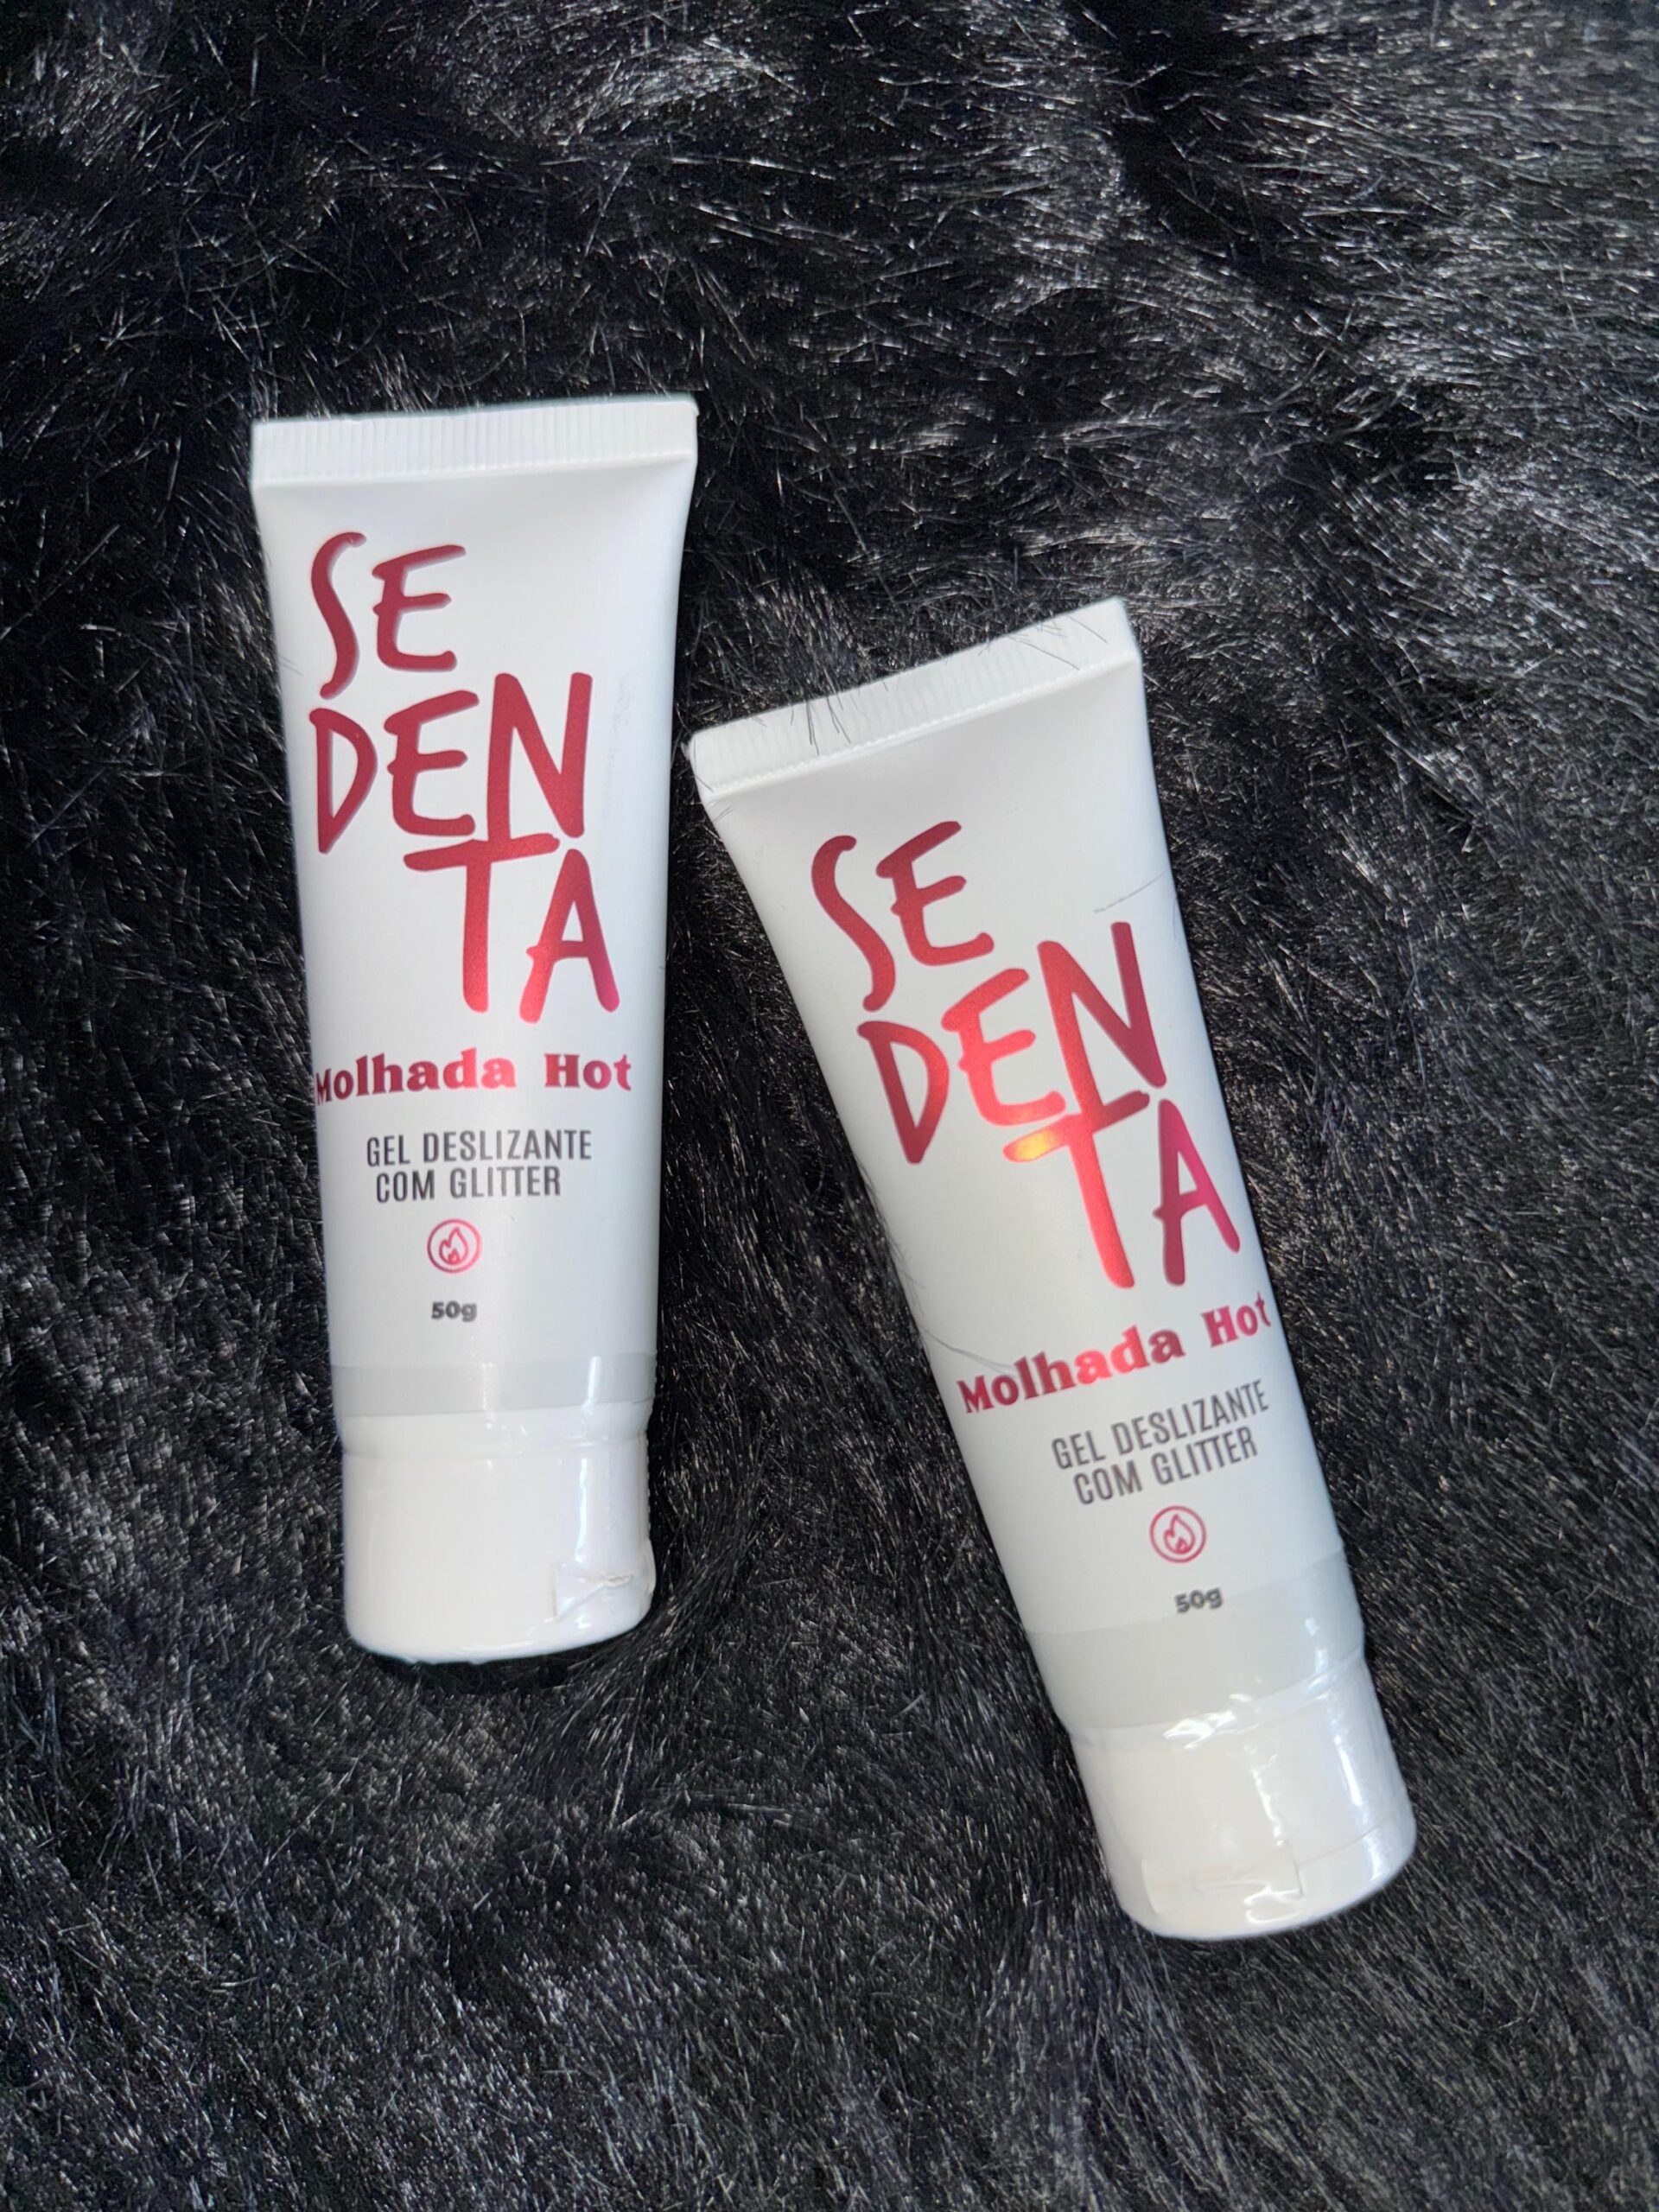 SE
DEN
TA
Molhada Hot
GEL DESLIZANTE
COM GLITTER
50g
SE
DEN
TA
Molhada Hot
GEL DESLIZANTE
COM GLITTER
50g